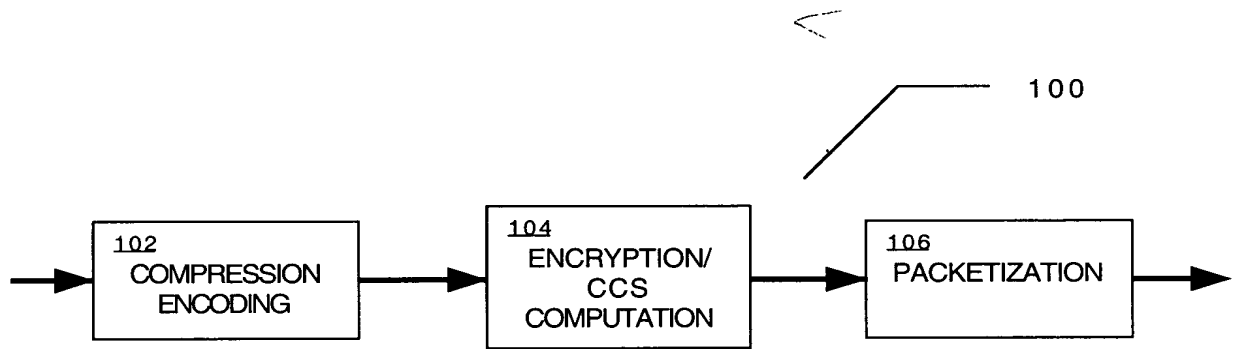 100
102
COMPRESSION
ENCODING
104
ENCRYPTION/
CCS
COMPUTATION
106
PACKETIZATION